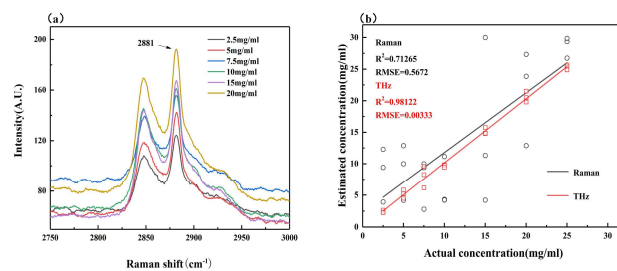 (a)
2881
2.5mg/ml
5mg/ml
7.5mg/ml
10mg/ml
15mg/ml
20mg/ml
200
160
120
80
Intensity(A.U.)
2750
2800
2850
2900
2950
3000
Raman shift(cm⁻¹)
(b)
Raman
R²=0.71265
RMSE=0.5672
THz
R²=0.98122
RMSE=0.00333
Raman
THz
35
30
25
20
15
10
5
0
Estimated concentration(mg/ml)
0
5
10
15
20
25
30
Actual concentration(mg/ml)